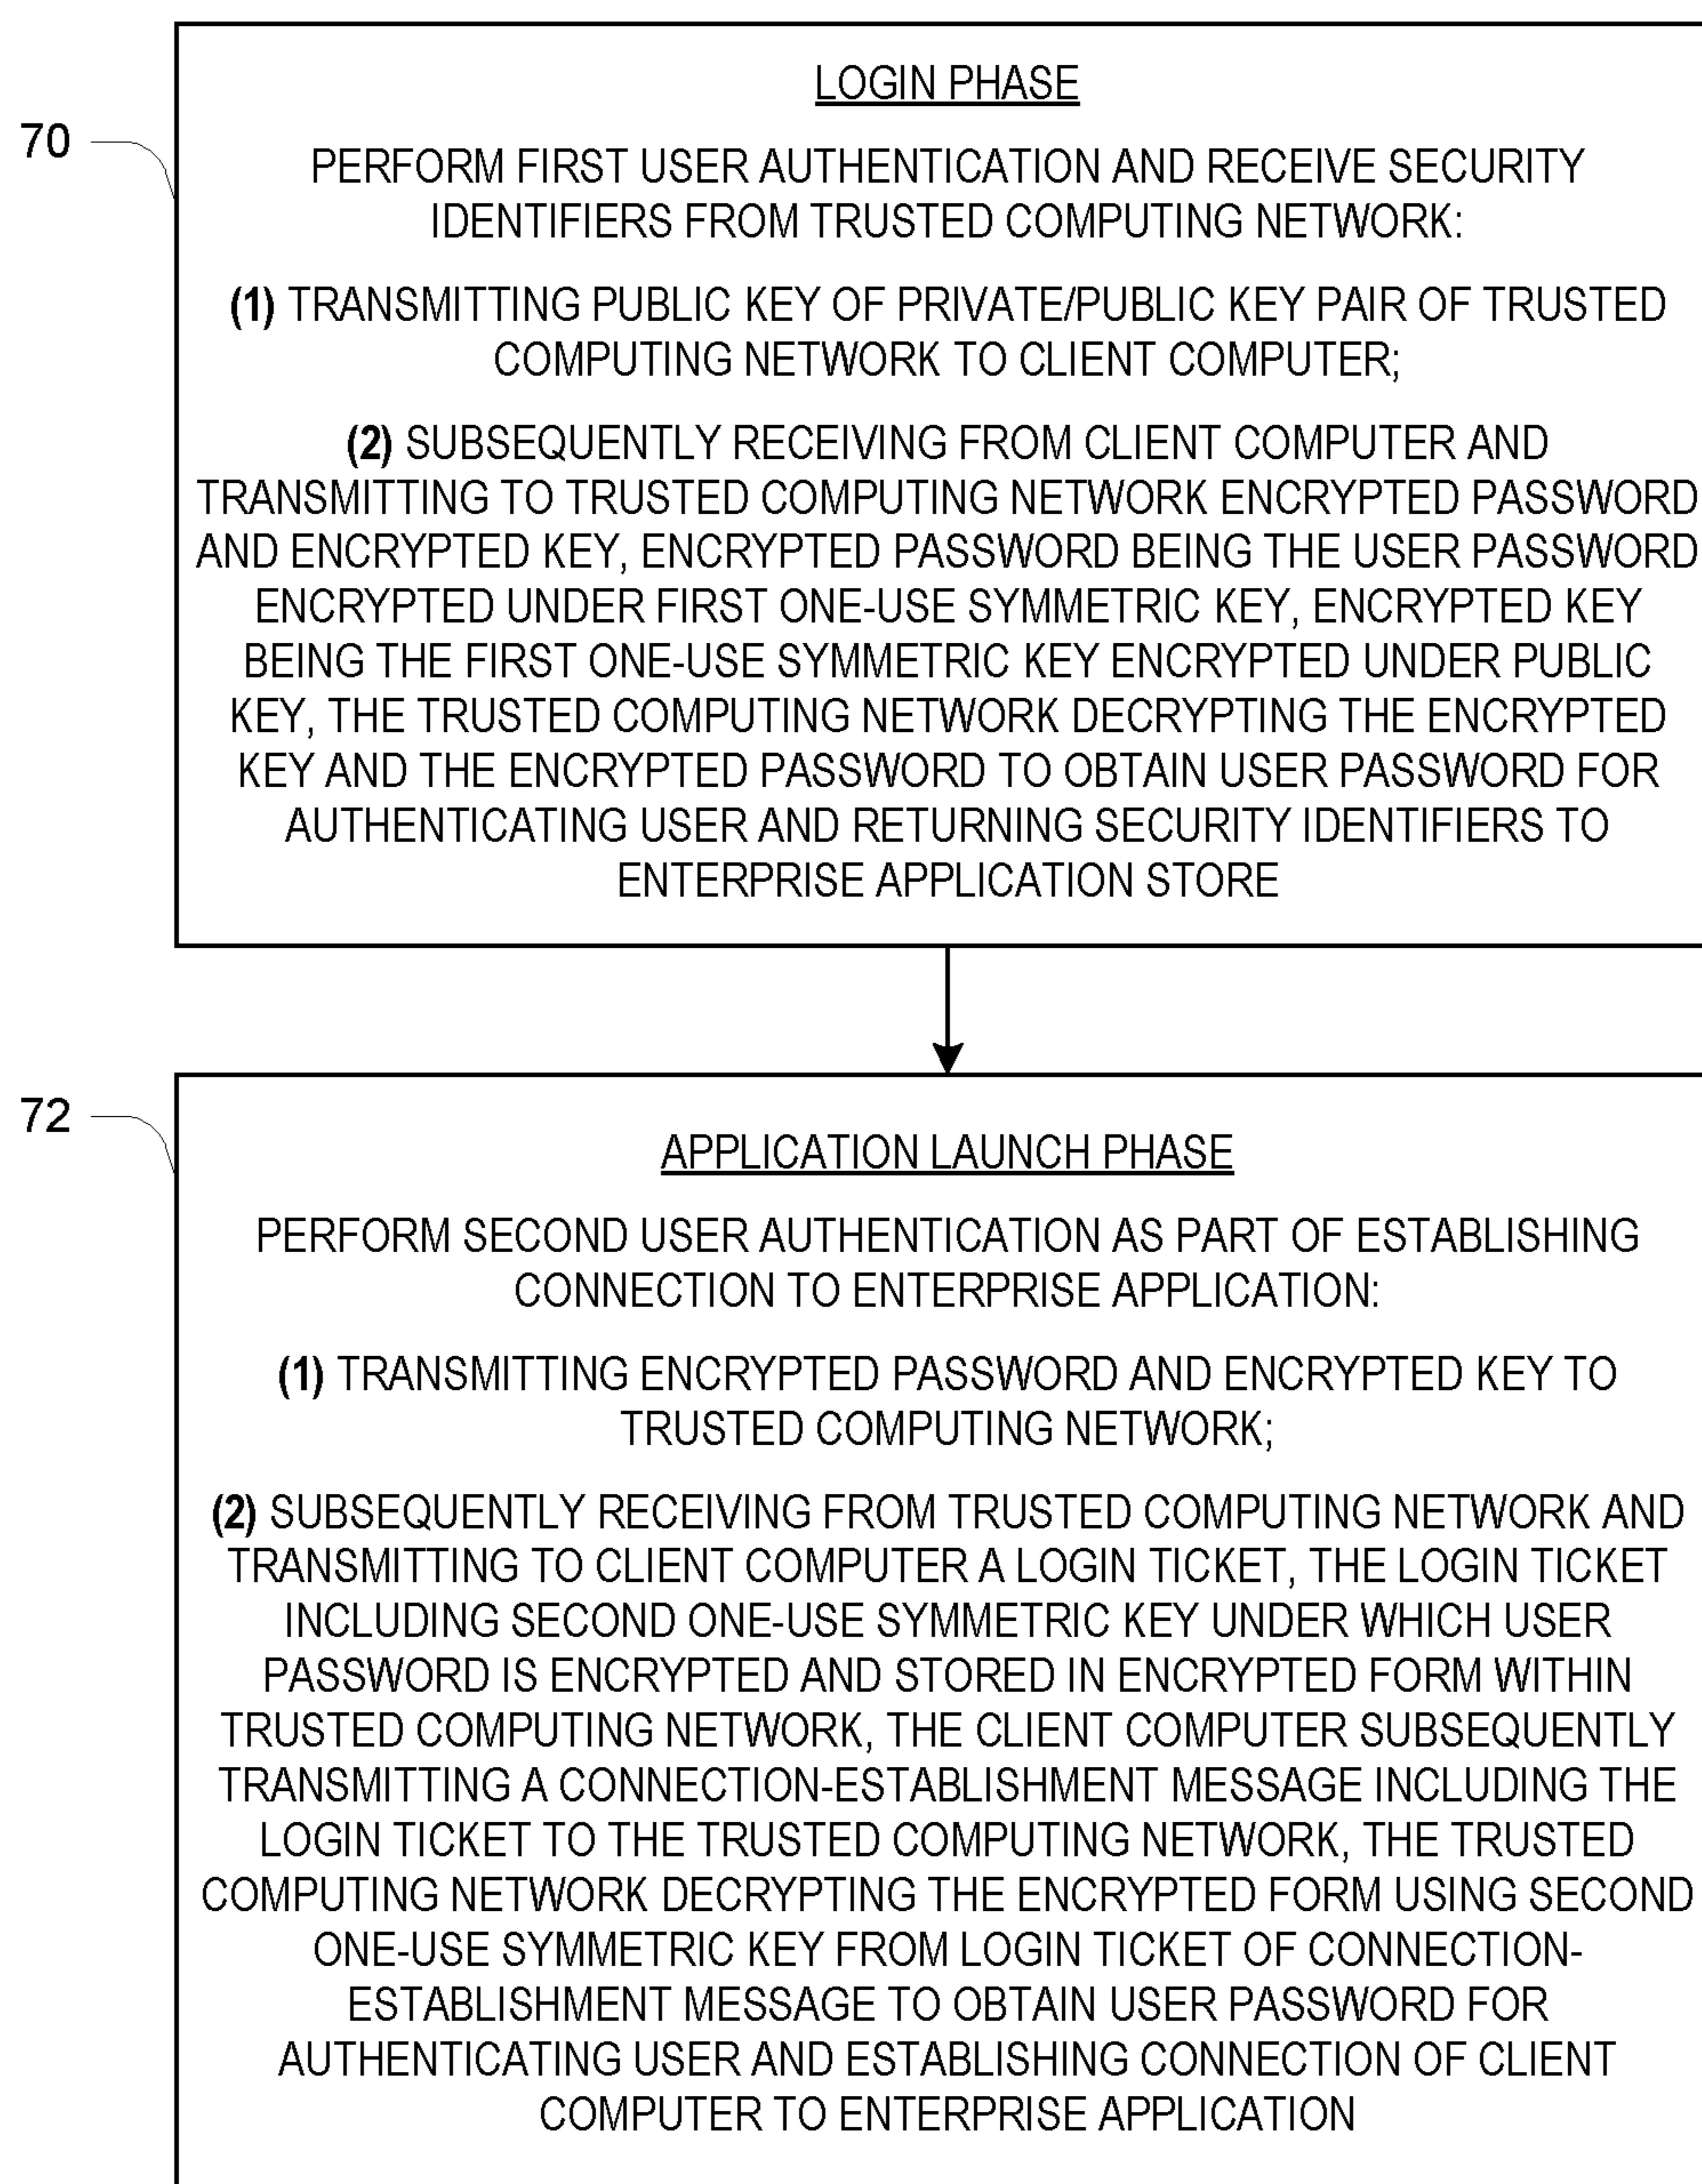 LOGIN PHASE
70
PERFORM FIRST USER AUTHENTICATION AND RECEIVE SECURITY
IDENTIFIERS FROM TRUSTED COMPUTING NETWORK:
(1) TRANSMITTING PUBLIC KEY OF PRIVATE/PUBLIC KEY PAIR OF TRUSTED
COMPUTING NETWORK TO CLIENT COMPUTER;
(2) SUBSEQUENTLY RECEIVING FROM CLIENT COMPUTER AND
TRANSMITTING TO TRUSTED COMPUTING NETWORK ENCRYPTED PASSWORD
AND ENCRYPTED KEY, ENCRYPTED PASSWORD BEING THE USER PASSWORD
ENCRYPTED UNDER FIRST ONE-USE SYMMETRIC KEY, ENCRYPTED KEY
BEING THE FIRST ONE-USE SYMMETRIC KEY ENCRYPTED UNDER PUBLIC
KEY, THE TRUSTED COMPUTING NETWORK DECRYPTING THE ENCRYPTED
KEY AND THE ENCRYPTED PASSWORD TO OBTAIN USER PASSWORD FOR
AUTHENTICATING USER AND RETURNING SECURITY IDENTIFIERS TO
ENTERPRISE APPLICATION STORE
72
APPLICATION LAUNCH PHASE
PERFORM SECOND USER AUTHENTICATION AS PART OF ESTABLISHING
CONNECTION TO ENTERPRISE APPLICATION:
(1) TRANSMITTING ENCRYPTED PASSWORD AND ENCRYPTED KEY TO
TRUSTED COMPUTING NETWORK;
(2) SUBSEQUENTLY RECEIVING FROM TRUSTED COMPUTING NETWORK AND
TRANSMITTING TO CLIENT COMPUTER A LOGIN TICKET, THE LOGIN TICKET
INCLUDING SECOND ONE-USE SYMMETRIC KEY UNDER WHICH USER
PASSWORD IS ENCRYPTED AND STORED IN ENCRYPTED FORM WITHIN
TRUSTED COMPUTING NETWORK, THE CLIENT COMPUTER SUBSEQUENTLY
TRANSMITTING A CONNECTION-ESTABLISHMENT MESSAGE INCLUDING THE
LOGIN TICKET TO THE TRUSTED COMPUTING NETWORK, THE TRUSTED
COMPUTING NETWORK DECRYPTING THE ENCRYPTED FORM USING SECOND
ONE-USE SYMMETRIC KEY FROM LOGIN TICKET OF CONNECTION-
ESTABLISHMENT MESSAGE TO OBTAIN USER PASSWORD FOR
AUTHENTICATING USER AND ESTABLISHING CONNECTION OF CLIENT
COMPUTER TO ENTERPRISE APPLICATION